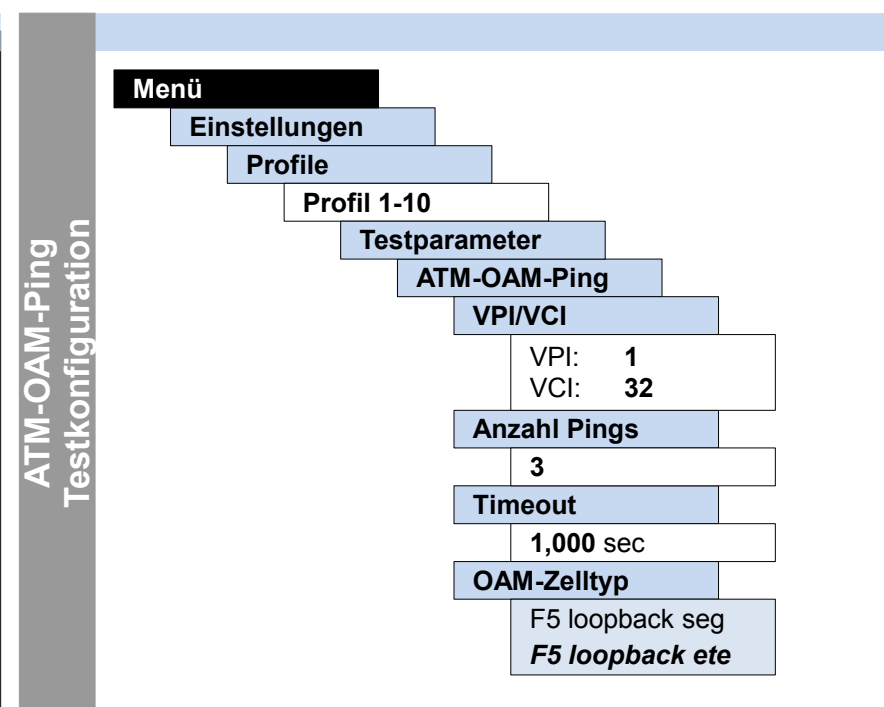 ATM-OAM-Ping
Testkonfiguration
Menü
Einstellungen
Profile
Profil 1-10
Testparameter
ATM-OAM-Ping
VPI/VCI
VPI: 1
VCI: 32
Anzahl Pings
3
Timeout
1,000 sec
OAM-Zelltyp
F5 loopback seg
F5 loopback ete